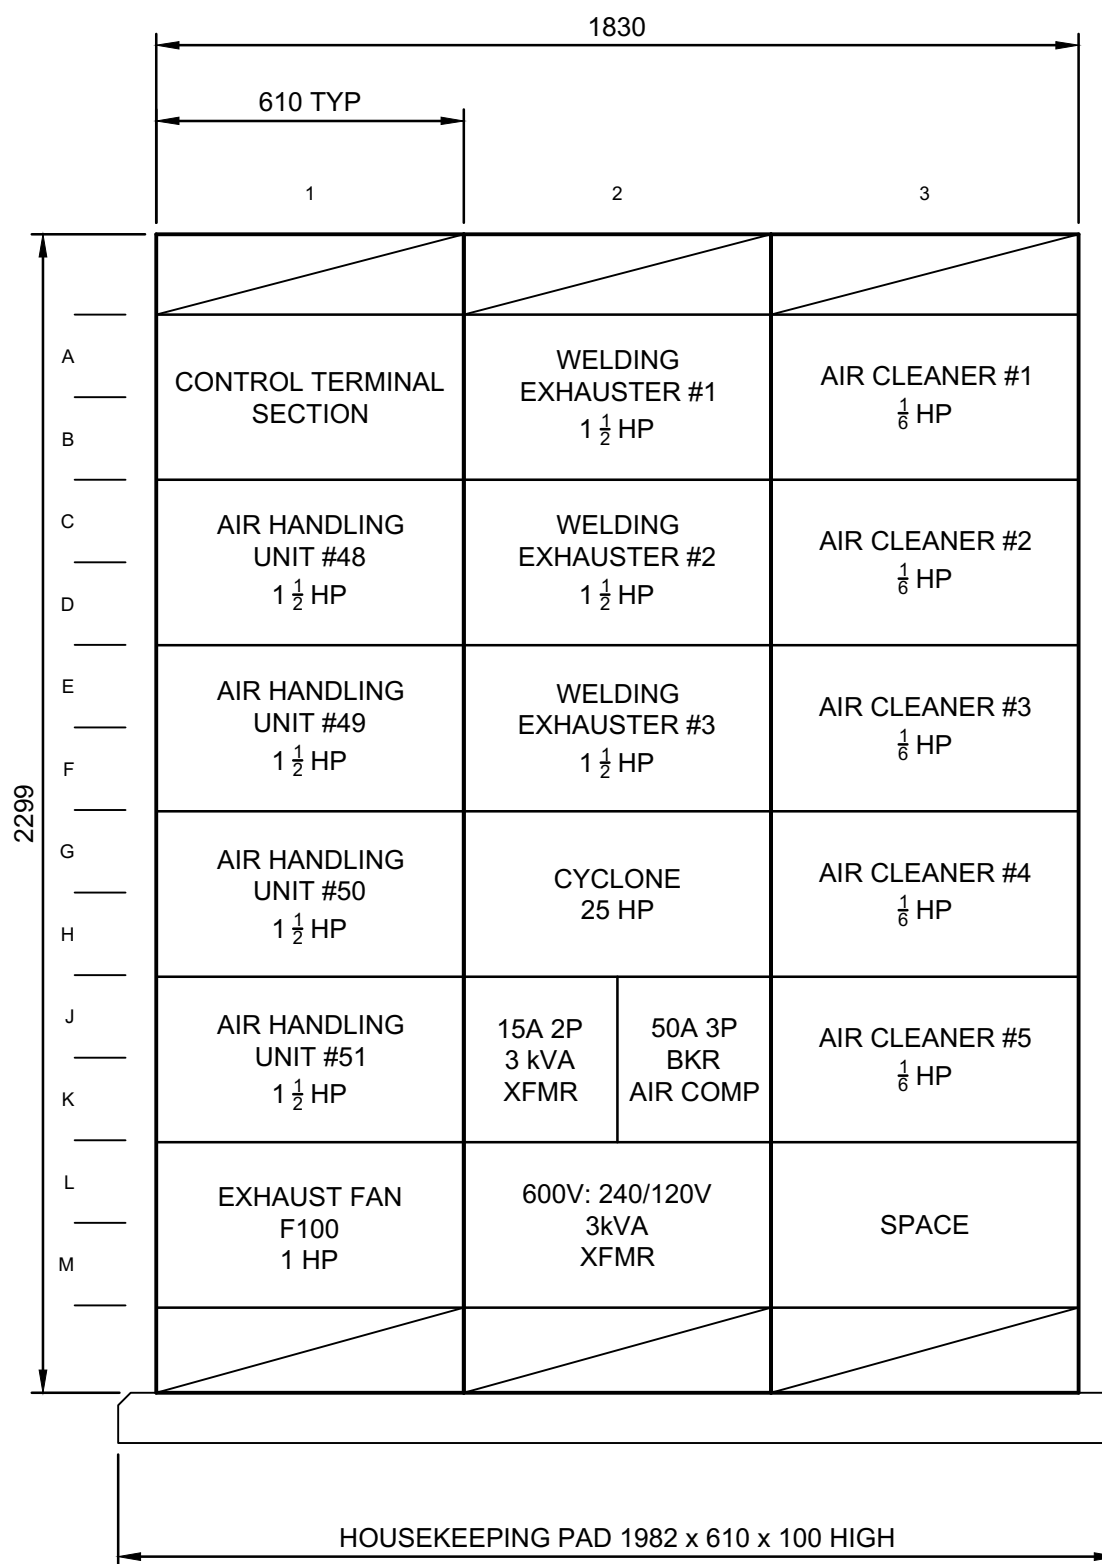 1830
610 TYP
1
2
3
2299
A
B
C
D
E
F
G
H
J
K
L
M
CONTROL TERMINAL
SECTION
AIR HANDLING
UNIT #48
1 1/2 HP
AIR HANDLING
UNIT #49
1 1/2 HP
AIR HANDLING
UNIT #50
1 1/2 HP
AIR HANDLING
UNIT #51
1 1/2 HP
EXHAUST FAN
F100
1 HP
WELDING
EXHAUSTER #1
1 1/2 HP
WELDING
EXHAUSTER #2
1 1/2 HP
WELDING
EXHAUSTER #3
1 1/2 HP
CYCLONE
25 HP
15A 2P
3 kVA
XFMR
50A 3P
BKR
AIR COMP
600V: 240/120V
3kVA
XFMR
AIR CLEANER #1
1/6 HP
AIR CLEANER #2
1/6 HP
AIR CLEANER #3
1/6 HP
AIR CLEANER #4
1/6 HP
AIR CLEANER #5
1/6 HP
SPACE
HOUSEKEEPING PAD 1982 x 610 x 100 HIGH